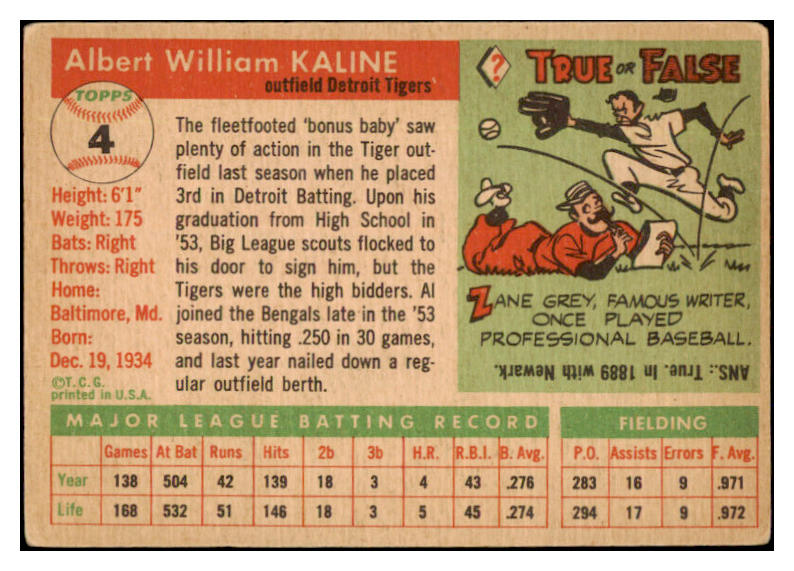 Albert William KALINE
outfield Detroit Tigers
TOPPS
4
Height: 6'1"
Weight: 175
Bats: Right
Throws: Right
Home:
Baltimore, Md.
Born:
Dec. 19, 1934
©T.C.G.
printed in U.S.A.
The fleetfooted 'bonus baby' saw
plenty of action in the Tiger out-
field last season when he placed
3rd in Detroit Batting. Upon his
graduation from High School in
'53, Big League scouts flocked to
his door to sign him, but the
Tigers were the high bidders. Al
joined the Bengals late in the '53
season, hitting .250 in 30 games,
and last year nailed down a reg-
ular outfield berth.
? TRUE OR FALSE
ZANE GREY, FAMOUS WRITER,
ONCE PLAYED
PROFESSIONAL BASEBALL.
ANS.: True. In 1889 with Newark.
MAJOR LEAGUE BATTING RECORD
Games At Bat Runs Hits 2b 3b H.R. R.B.I. B. Avg.
Year 138 504 42 139 18 3 4 43 .276
Life 168 532 51 146 18 3 5 45 .274
FIELDING
P.O. Assists Errors F. Avg.
283 16 9 .971
294 17 9 .972